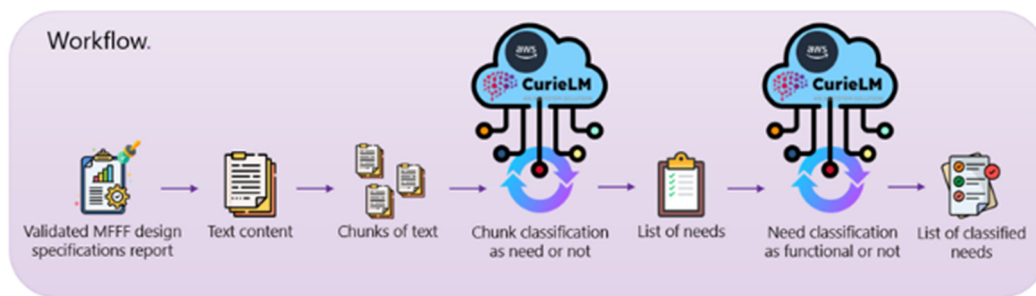 Workflow.
aws
CurieLM
aws
CurieLM
Validated MFFF design
specifications report
Text content
Chunks of text
Chunk classification
as need or not
List of needs
Need classification
as functional or not
List of classified
needs